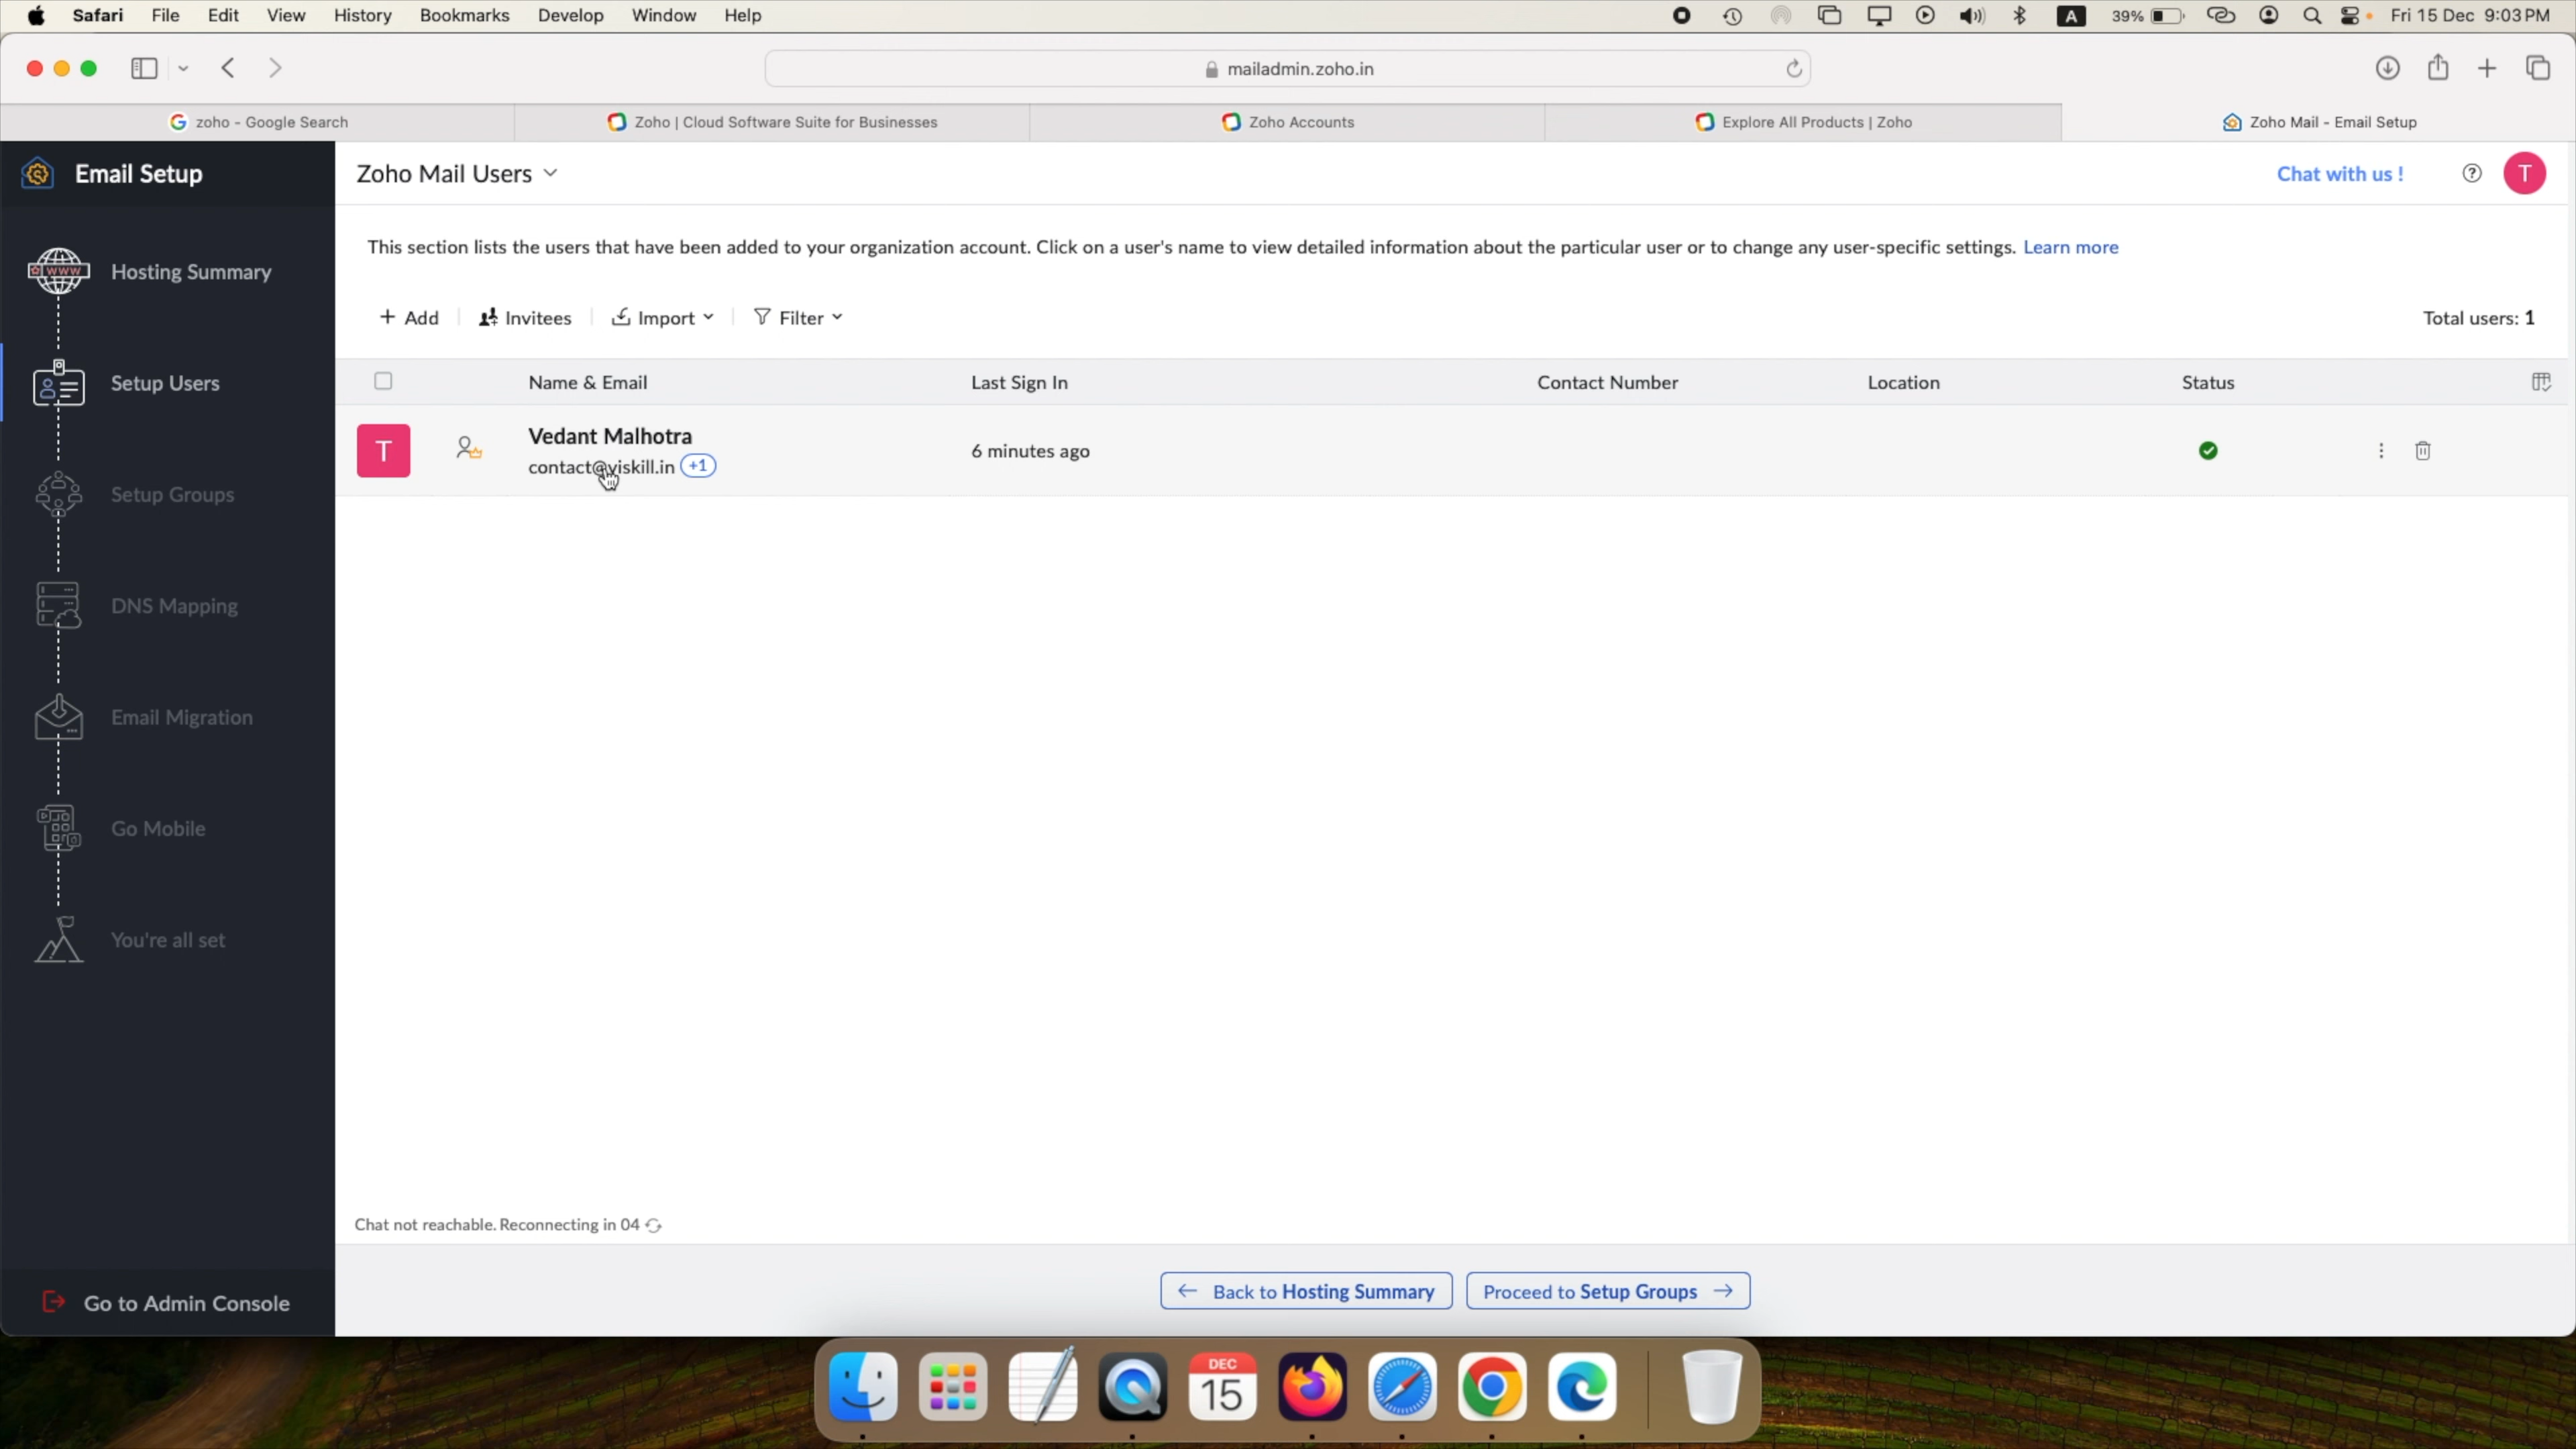 Safari File Edit View History Bookmarks Develop Window Help A 39% Fri 15 Dec 9:03 PM
mailadmin.zoho.in
zoho - Google Search Zoho | Cloud Software Suite for Businesses Zoho Accounts Explore All Products | Zoho Zoho Mail - Email Setup
Email Setup
Zoho Mail Users
Chat with us !
T
WWW
Hosting Summary
Setup Users
Setup Groups
DNS Mapping
Email Migration
Go Mobile
You're all set
Go to Admin Console
This section lists the users that have been added to your organization account. Click on a user's name to view detailed information about the particular user or to change any user-specific settings. Learn more
+ Add Invitees Import Filter Total users: 1
Name & Email Last Sign In Contact Number Location Status
T
Vedant Malhotra
contact@viskill.in +1
6 minutes ago
Chat not reachable. Reconnecting in 04
Back to Hosting Summary
Proceed to Setup Groups
DEC
15